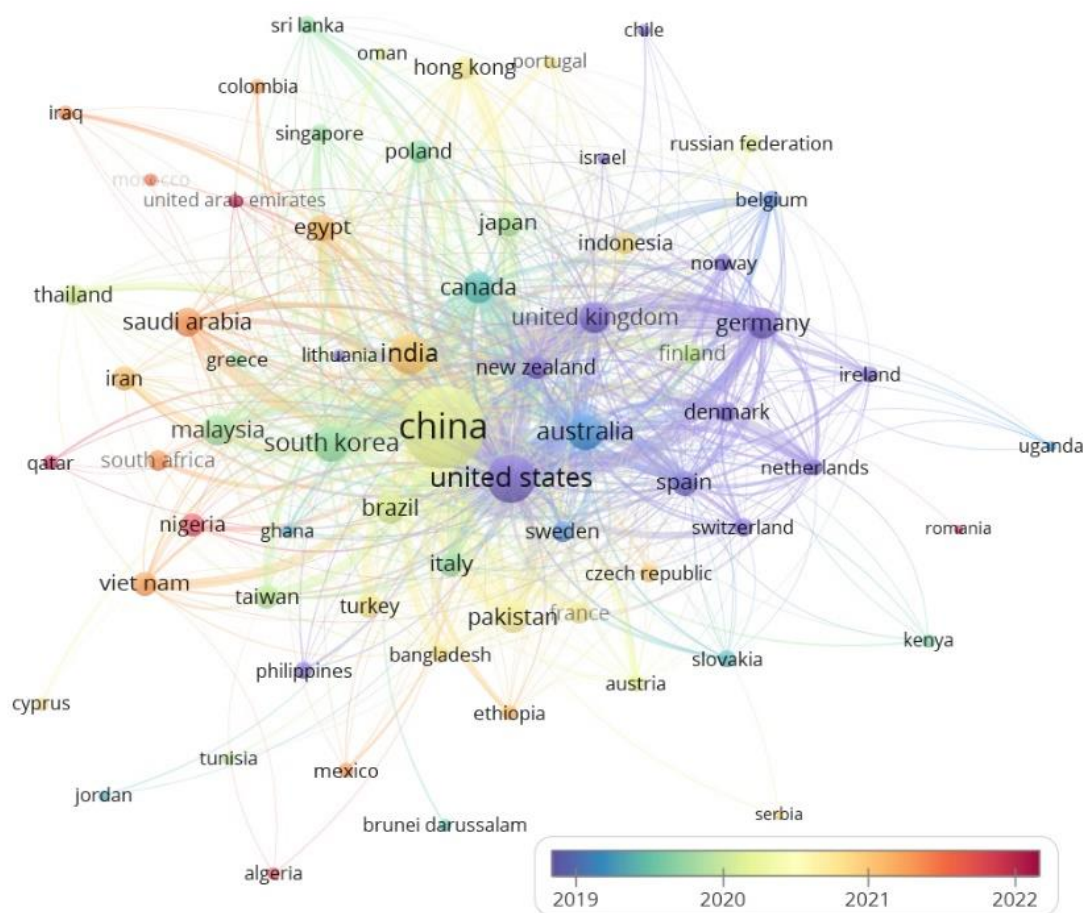 sri lanka
chile
oman
hong kong
portugal
colombia
iraq
singapore
poland
israel
russian federation
morocco
united arab emirates
belgium
egypt
japan
indonesia
norway
canada
thailand
saudi arabia
united kingdom
germany
greece
lithuania
india
new zealand
finland
ireland
iran
denmark
malaysia
south korea
china
australia
uganda
qatar
south africa
united states
spain
netherlands
nigeria
ghana
brazil
sweden
switzerland
romania
italy
czech republic
viet nam
taiwan
turkey
pakistan
france
kenya
philippines
bangladesh
slovakia
austria
cyprus
ethiopia
tunisia
mexico
jordan
brunei darussalam
serbia
algeria
2019
2020
2021
2022